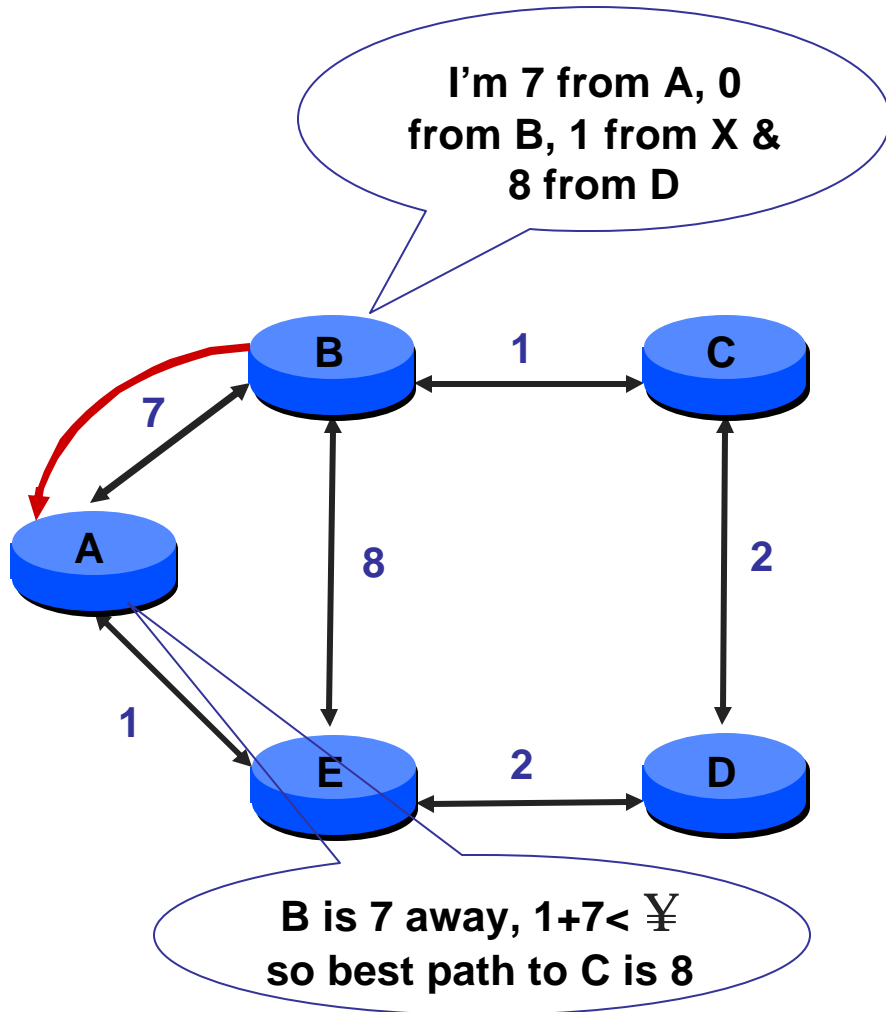 I'm 7 from A, 0
from B, 1 from X &
8 from D
B
1
C
7
A
8
2
1
E
2
D
B is 7 away, 1+7< ¥
so best path to C is 8